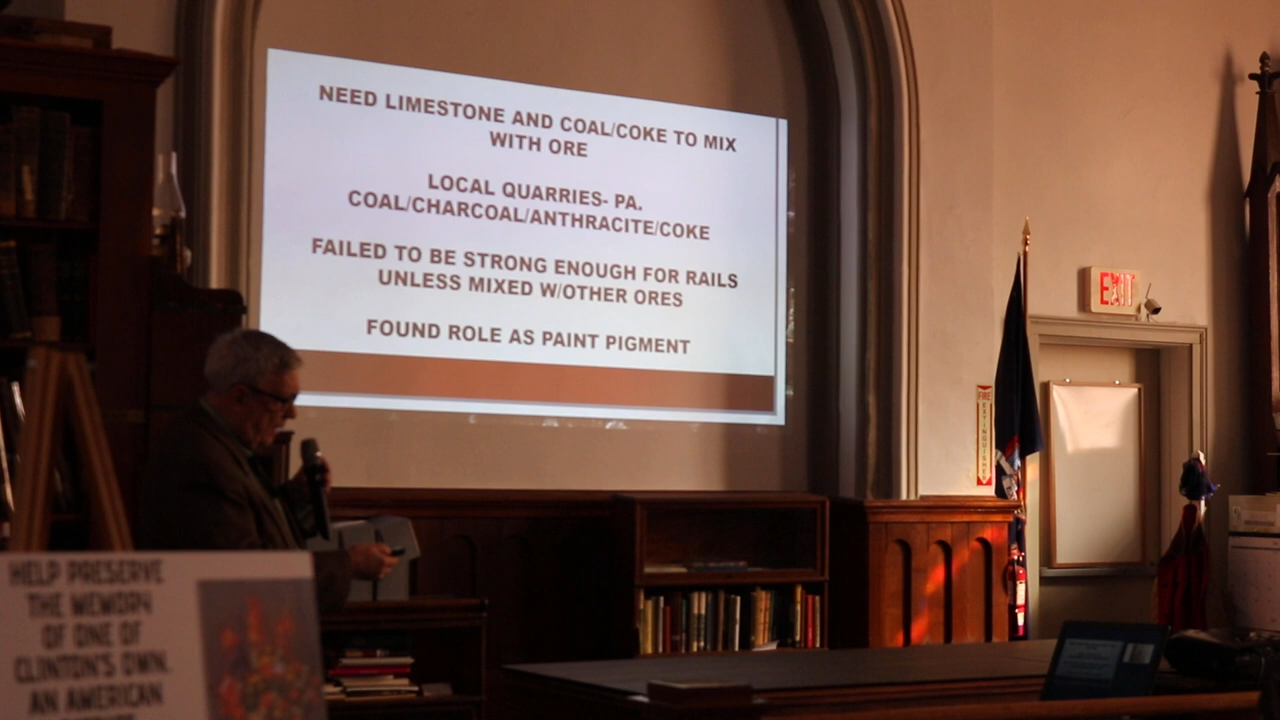 NEED LIMESTONE AND COAL/COKE TO MIX
WITH ORE
LOCAL QUARRIES- PA.
COAL/CHARCOAL/ANTHRACITE/COKE
FAILED TO BE STRONG ENOUGH FOR RAILS
UNLESS MIXED W/OTHER ORES
FOUND ROLE AS PAINT PIGMENT
EXIT
FIRE
EXTINGUISHER
HELP PRESERVE
THE MEMORY
OF ONE OF
CLINTON'S OWN.
AN AMERICAN